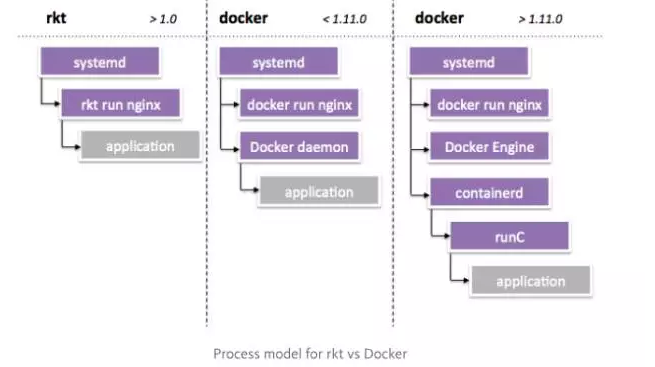 rkt > 1.0
systemd
rkt run nginx
application
docker < 1.11.0
systemd
docker run nginx
Docker daemon
application
docker > 1.11.0
systemd
docker run nginx
Docker Engine
containerd
runC
application
Process model for rkt vs Docker